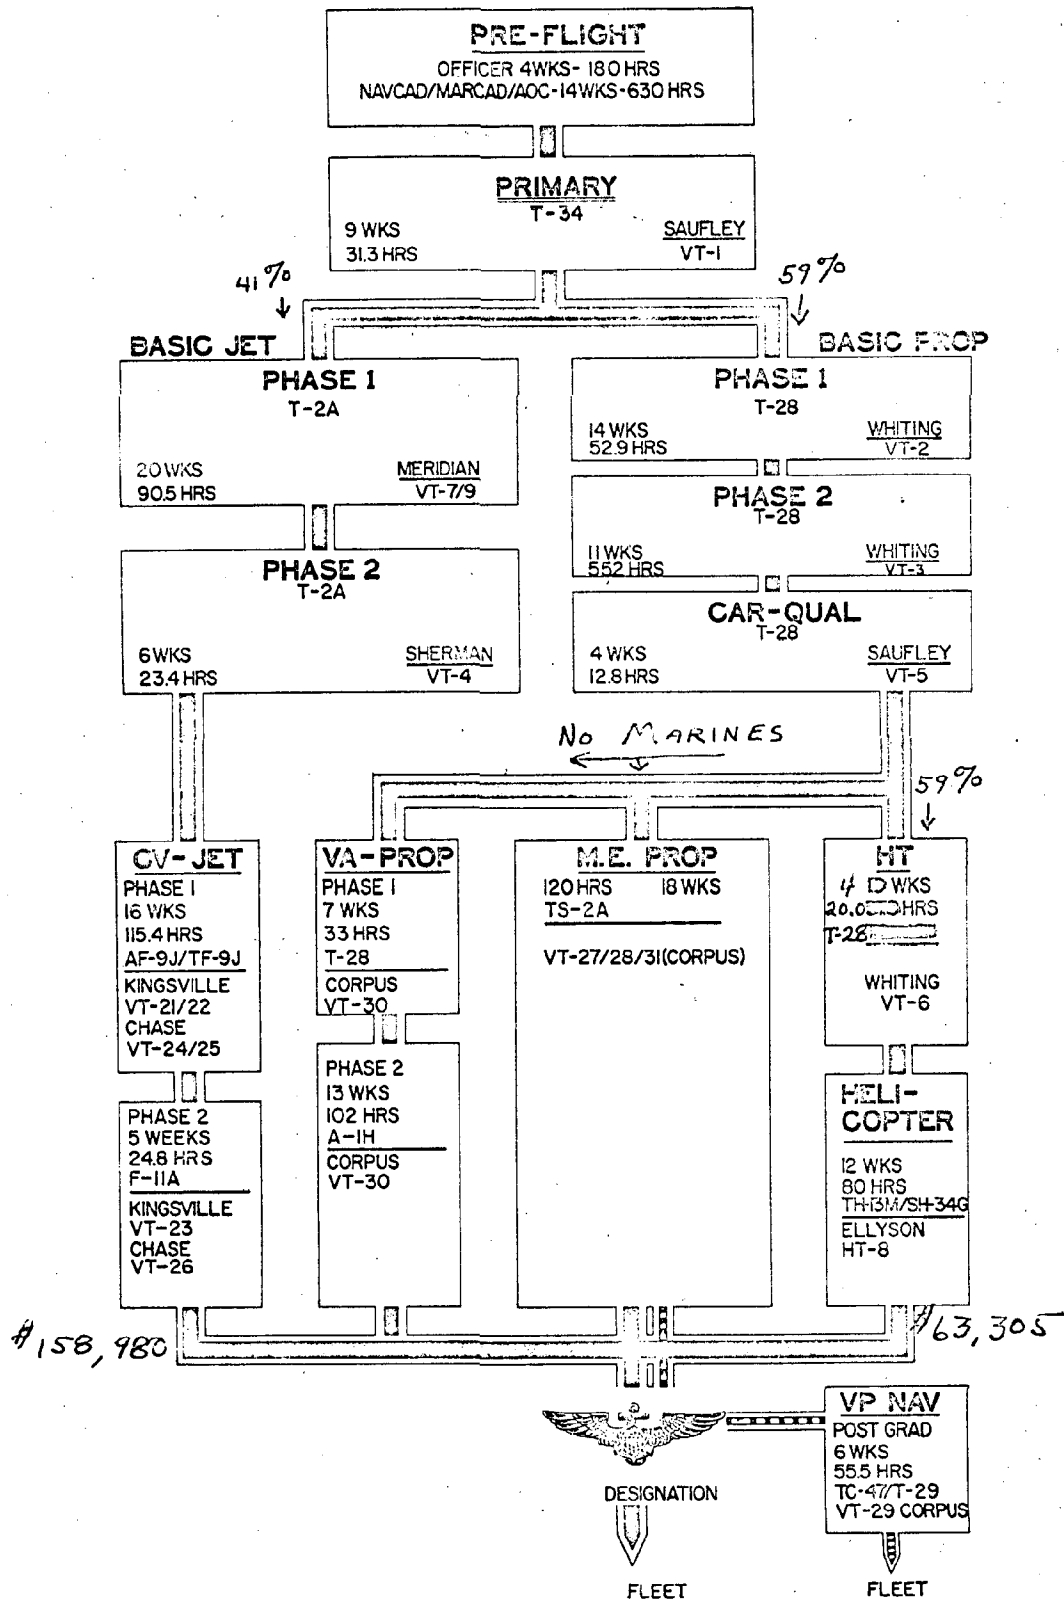 PRE-FLIGHT
OFFICER 4WKS- 180 HRS
NAVCAD/MARCAD/AOC-14WKS-630 HRS
PRIMARY
T-34
9 WKS
31.3 HRS
SAUFLEY
VT-1
41%
59%
BASIC JET
PHASE 1
T-2A
20 WKS
90.5 HRS
MERIDIAN
VT-7/9
PHASE 2
T-2A
6 WKS
23.4 HRS
SHERMAN
VT-4
BASIC PROP
PHASE 1
T-28
14 WKS
52.9 HRS
WHITING
VT-2
PHASE 2
T-28
11 WKS
552 HRS
WHITING
VT-3
CAR-QUAL
T-28
4 WKS
12.8 HRS
SAUFLEY
VT-5
No MARINES
59%
CV-JET
PHASE 1
16 WKS
115.4 HRS
AF-9J/TF-9J
KINGSVILLE
VT-21/22
CHASE
VT-24/25
PHASE 2
5 WEEKS
24.8 HRS
F-11A
KINGSVILLE
VT-23
CHASE
VT-26
VA-PROP
PHASE 1
7 WKS
33 HRS
T-28
CORPUS
VT-30
PHASE 2
13 WKS
102 HRS
A-1H
CORPUS
VT-30
M.E. PROP
120 HRS 18 WKS
TS-2A
VT-27/28/31(CORPUS)
HT
4 WKS
20.0 HRS
T-28
WHITING
VT-6
HELI-
COPTER
12 WKS
80 HRS
TH-13M/SH-34G
ELLYSON
HT-8
$158,980
$63,305
DESIGNATION
FLEET
VP NAV
POST GRAD
6 WKS
55.5 HRS
TC-47/T-29
VT-29 CORPUS
FLEET